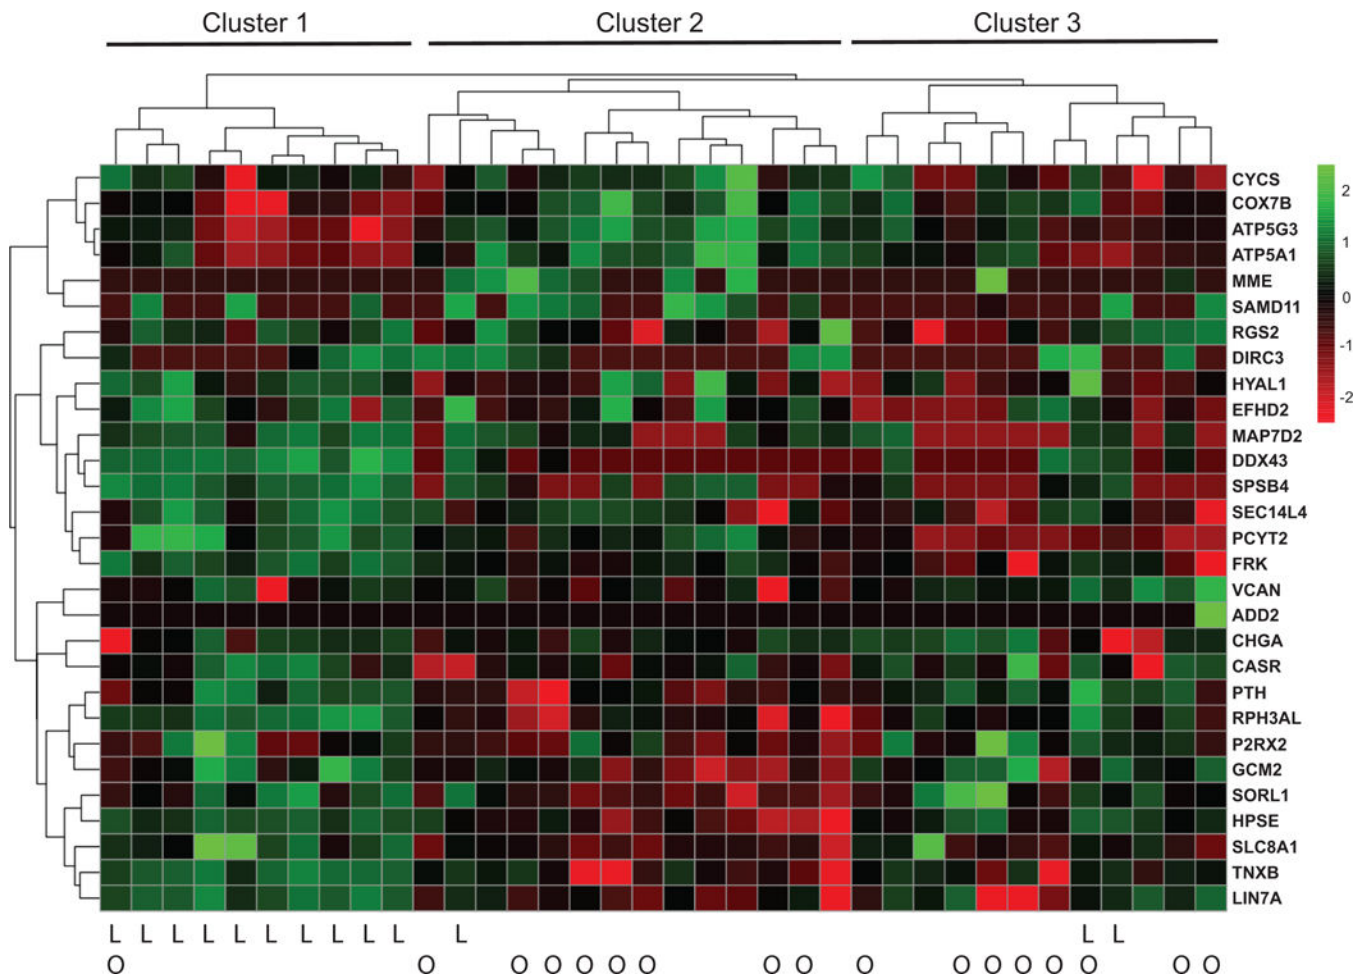 Cluster 1 Cluster 2 Cluster 3
CYCS
COX7B
ATP5G3
ATP5A1
MME
SAMD11
RGS2
DIRC3
HYAL1
EFHD2
MAP7D2
DDX43
SPSB4
SEC14L4
PCYT2
FRK
VCAN
ADD2
CHGA
CASR
PTH
RPH3AL
P2RX2
GCM2
SORL1
HPSE
SLC8A1
TNXB
LIN7A
2
1
0
-1
-2
L L L L L L L L L L L L L
O O O O O O O O O O O O O O O O O